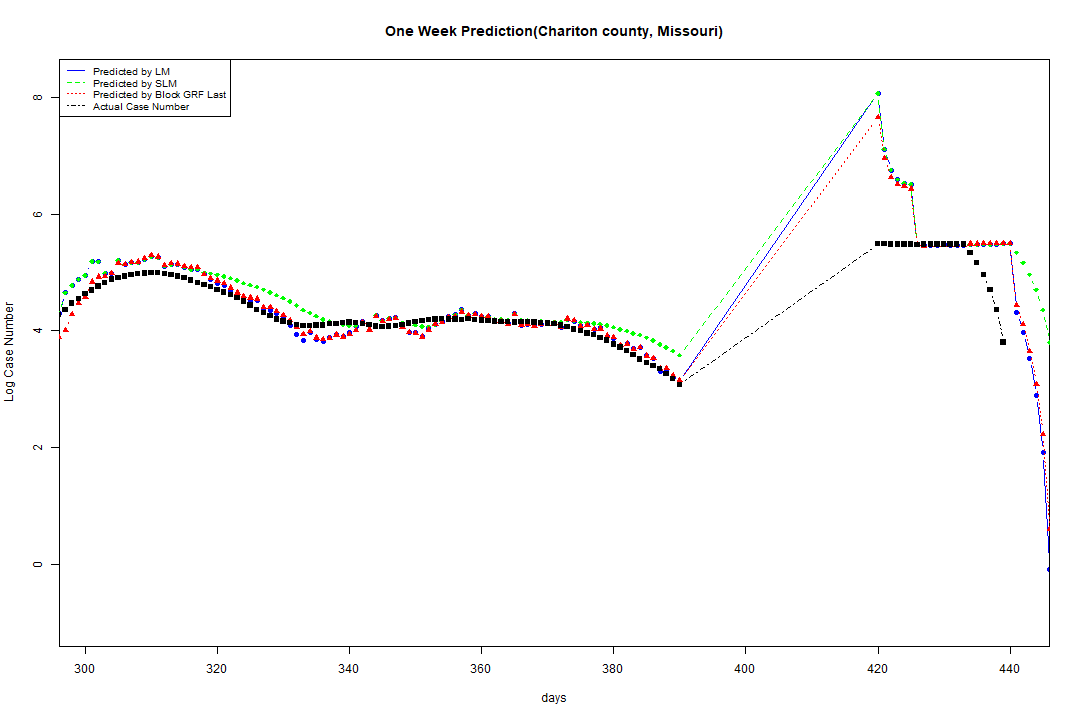 One Week Prediction(Chariton county, Missouri)
Predicted by LM
Predicted by SLM
Predicted by Block GRF Last
Actual Case Number
8
6
4
2
0
Log Case Number
300 320 340 360 380 400 420 440
days